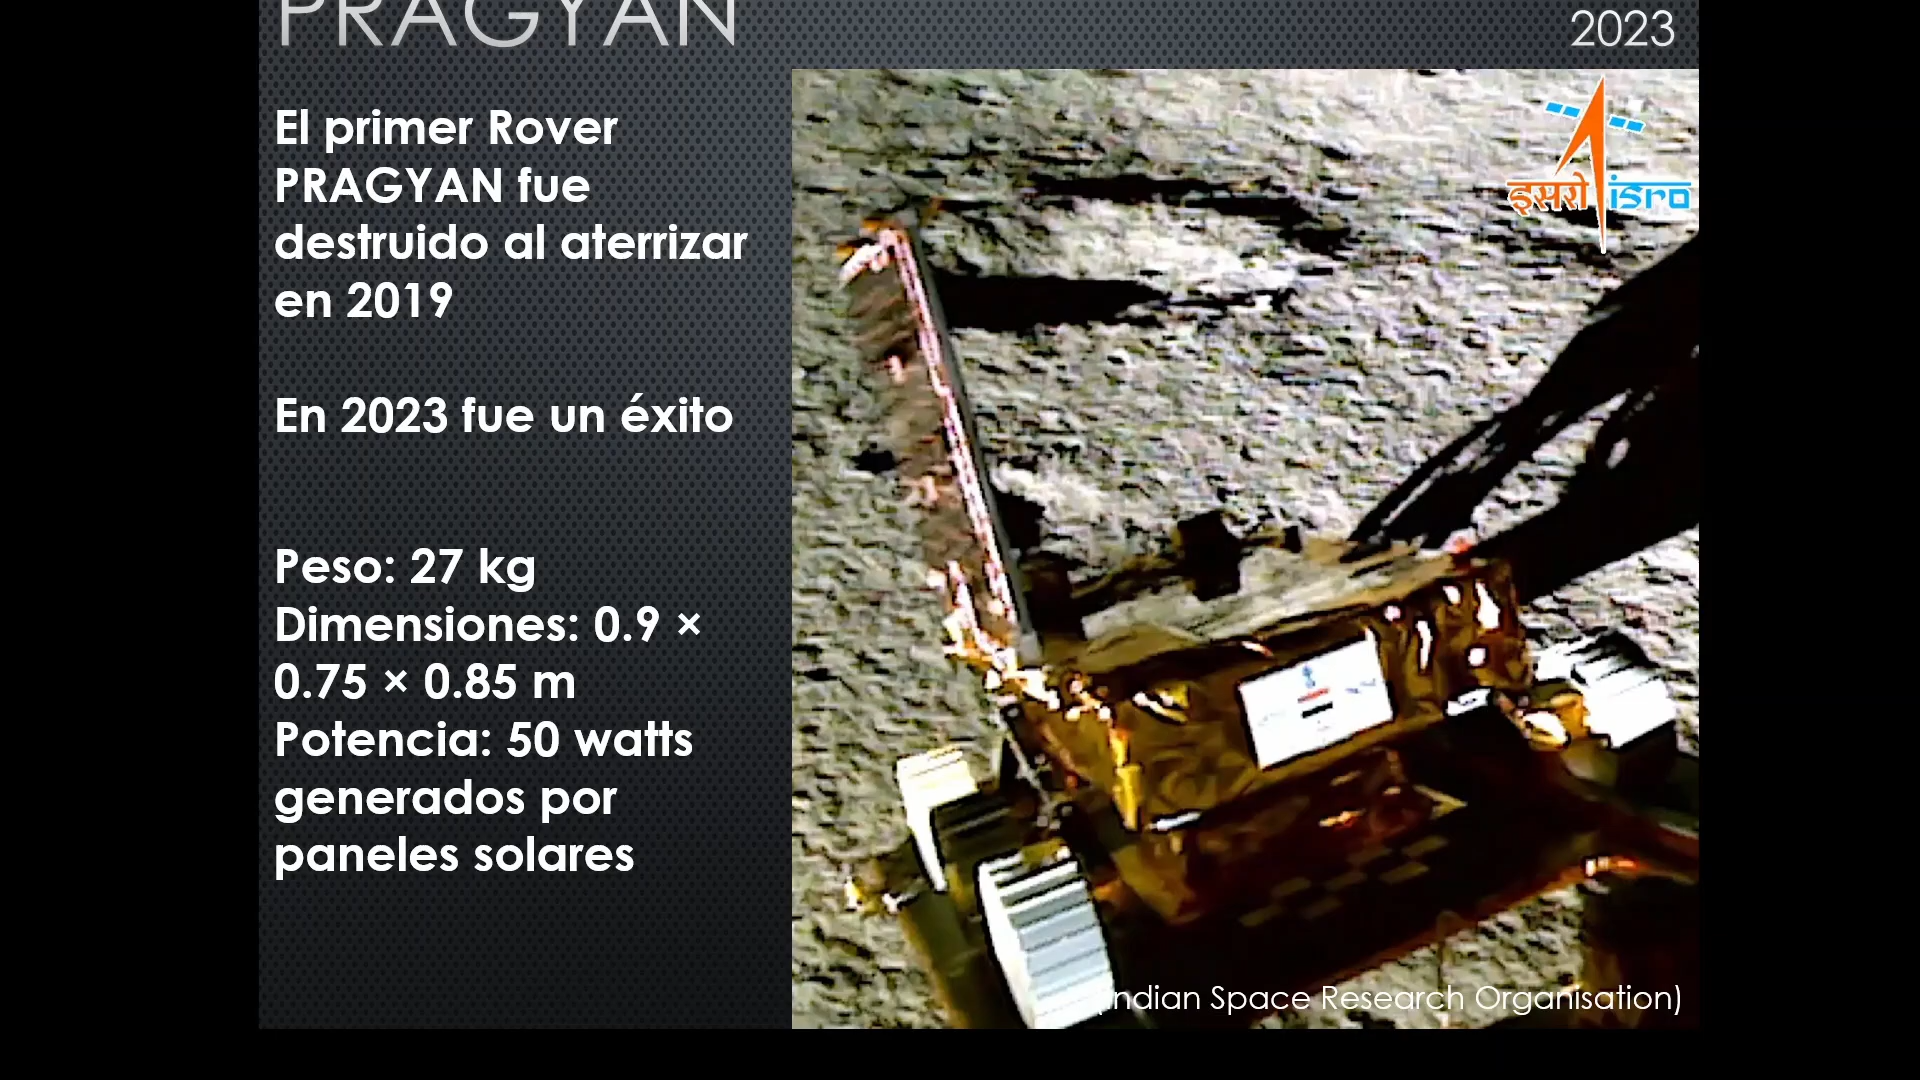 PRAGYAN
2023
El primer Rover
PRAGYAN fue
destruido al aterrizar
en 2019
En 2023 fue un éxito
Peso: 27 kg
Dimensiones: 0.9 ×
0.75 × 0.85 m
Potencia: 50 watts
generados por
paneles solares
इसरो isro
(Indian Space Research Organisation)